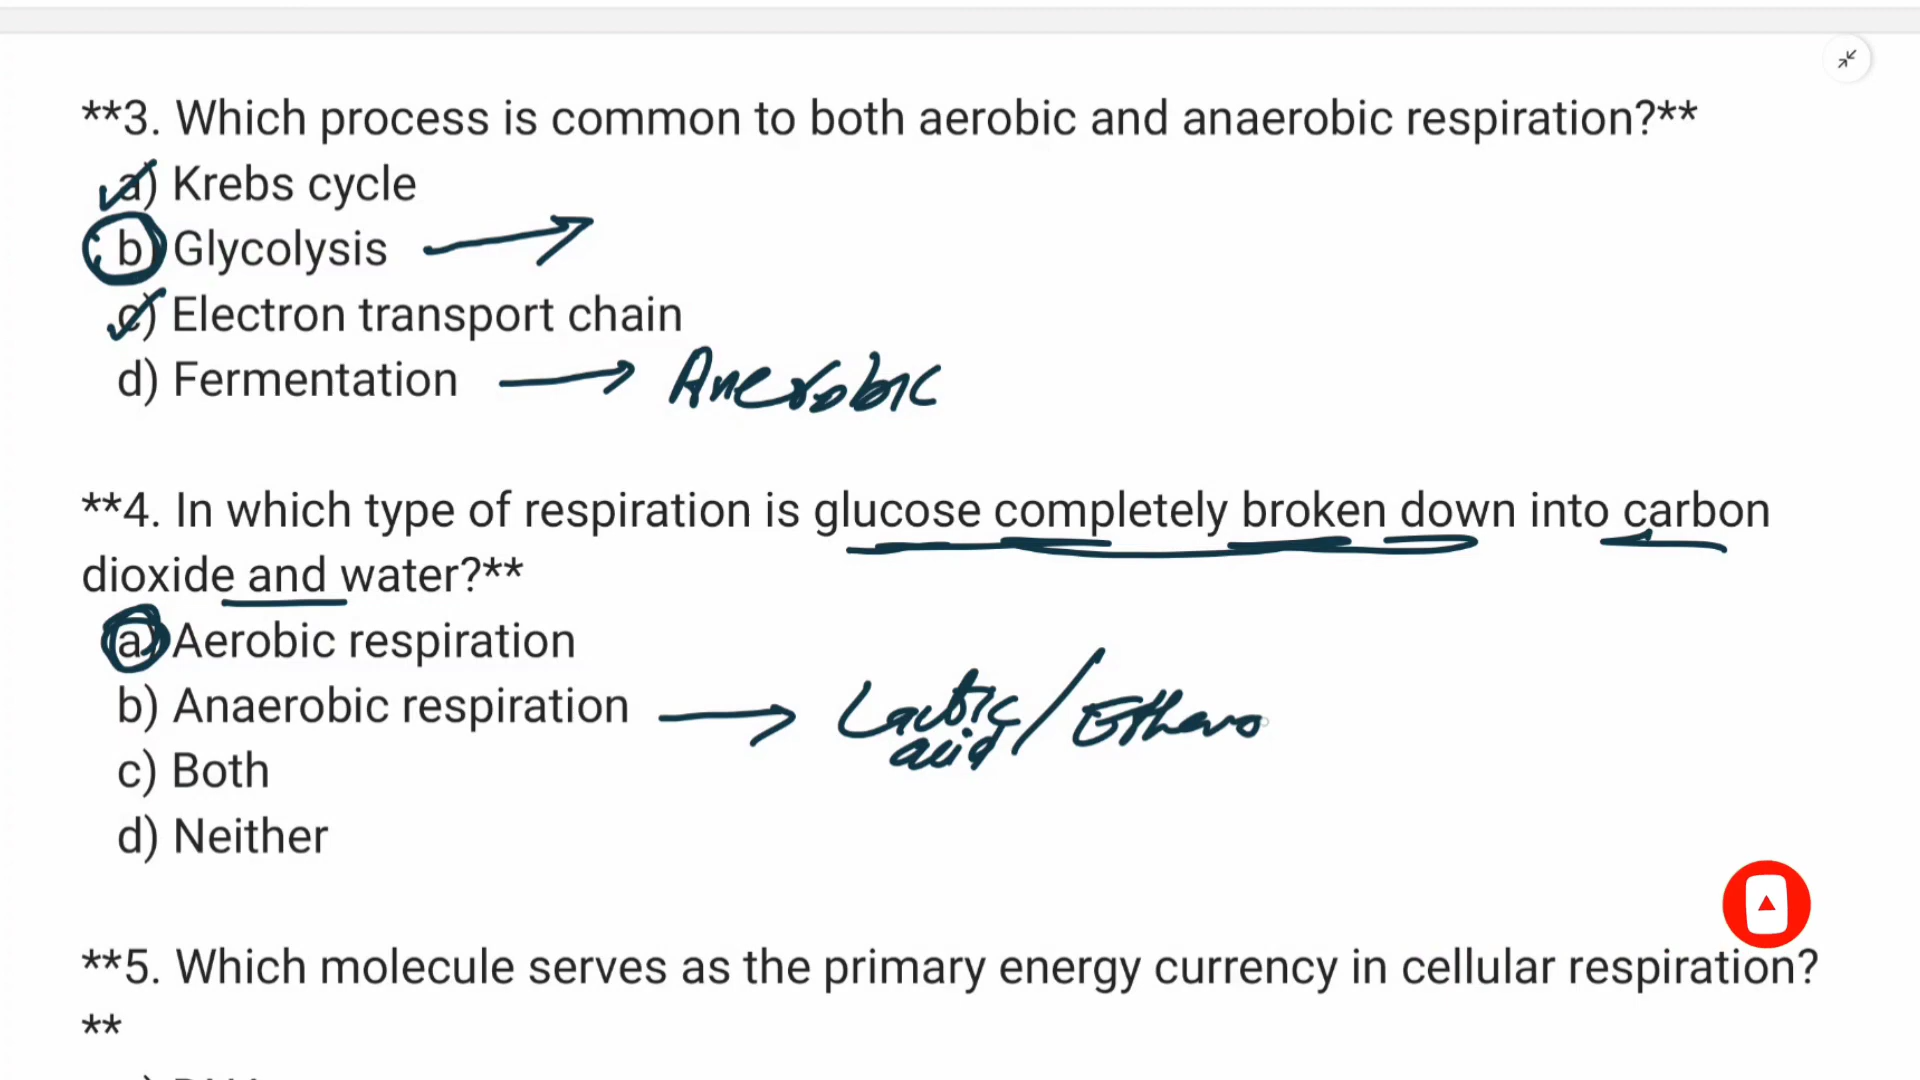 **3. Which process is common to both aerobic and anaerobic respiration?**
a) Krebs cycle
b) Glycolysis
c) Electron transport chain
d) Fermentation → Anerobic
**4. In which type of respiration is glucose completely broken down into carbon
dioxide and water?**
a) Aerobic respiration
b) Anaerobic respiration → Lactic acid / Ethano
c) Both
d) Neither
**5. Which molecule serves as the primary energy currency in cellular respiration?
**